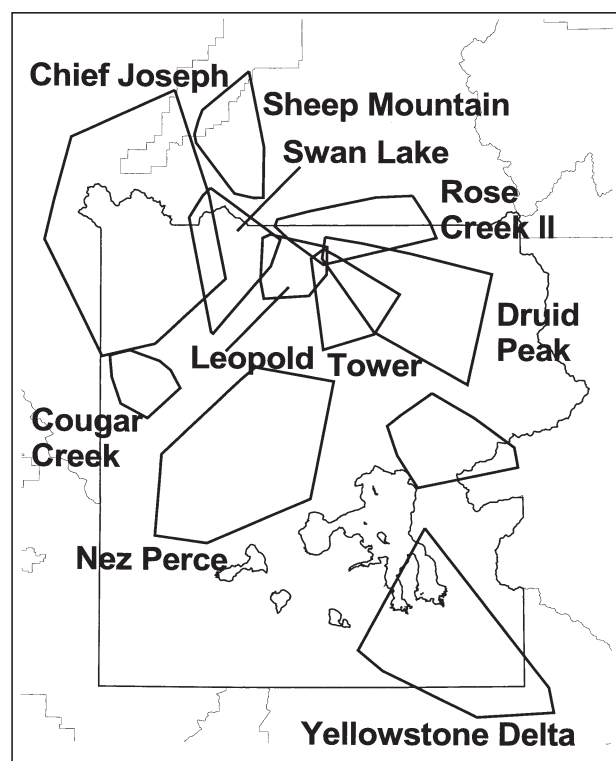 Chief Joseph
Sheep Mountain
Swan Lake
Rose
Creek II
Druid
Peak
Leopold
Tower
Cougar
Creek
Nez Perce
Yellowstone Delta